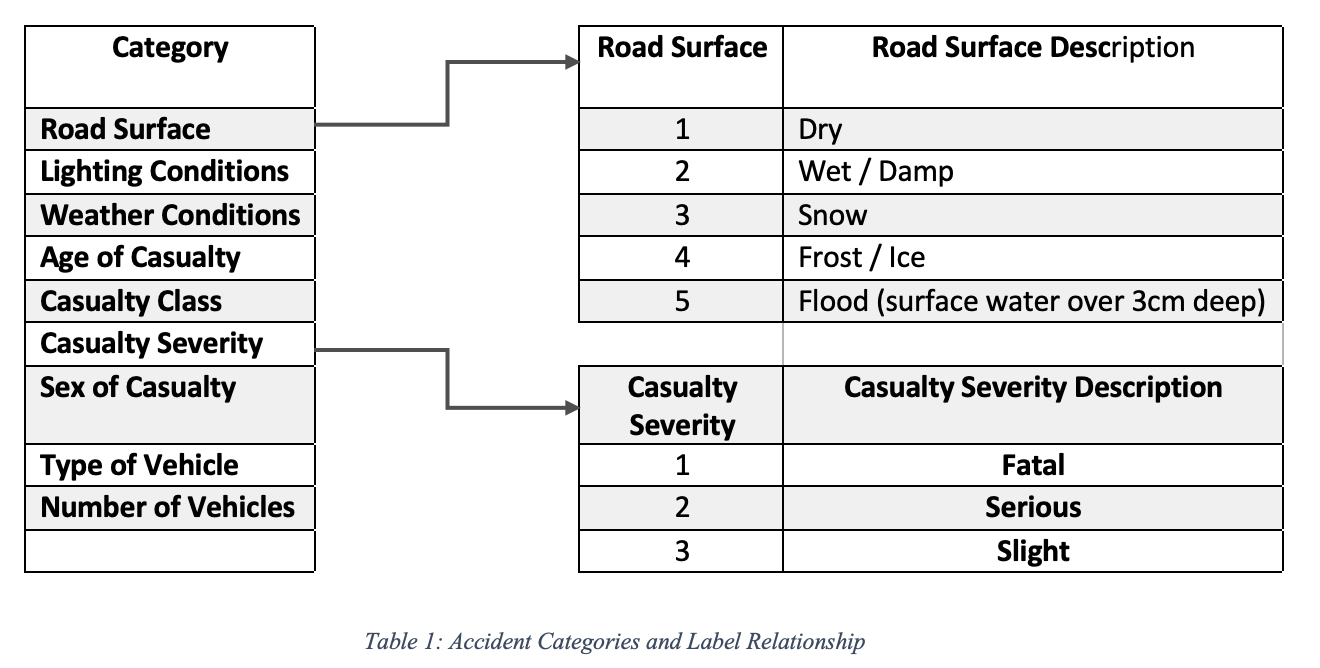 Category
Road Surface
Lighting Conditions
Weather Conditions
Age of Casualty
Casualty Class
Casualty Severity
Sex of Casualty
Type of Vehicle
Number of Vehicles
Road Surface Road Surface Description
1 Dry
2 Wet / Damp
3 Snow
4 Frost / Ice
5 Flood (surface water over 3cm deep)
Casualty Severity Casualty Severity Description
1 Fatal
2 Serious
3 Slight
Table 1: Accident Categories and Label Relationship